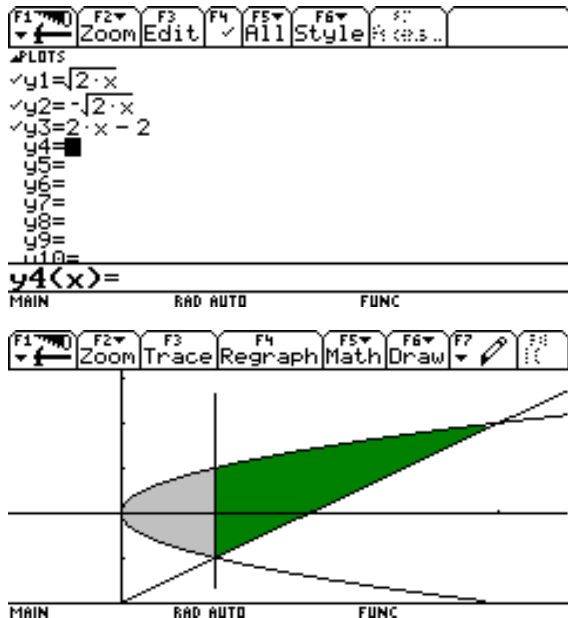 F1 F2 Zoom F3 Edit F4 ✓ F5 All F6 Style
PLOTS
✓y1=√2·x
✓y2=-√2·x
✓y3=2·x-2
y4=
y5=
y6=
y7=
y8=
y9=
y10=
y4(x)=
MAIN RAD AUTO FUNC
F1 F2 Zoom F3 Trace F4 Regraph F5 Math F6 Draw F7
MAIN RAD AUTO FUNC